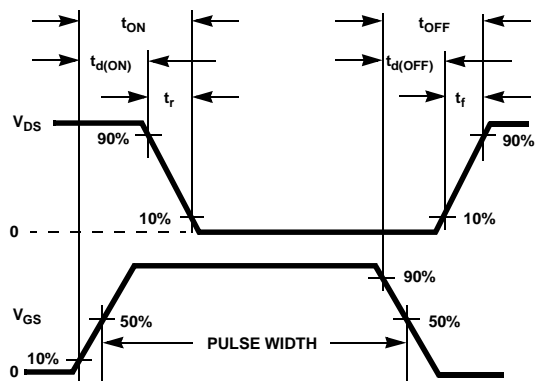 tON tOFF
td(ON) td(OFF)
tr tf
VDS
90% 90%
10% 10%
0
90%
VGS
50% PULSE WIDTH 50%
10%
0